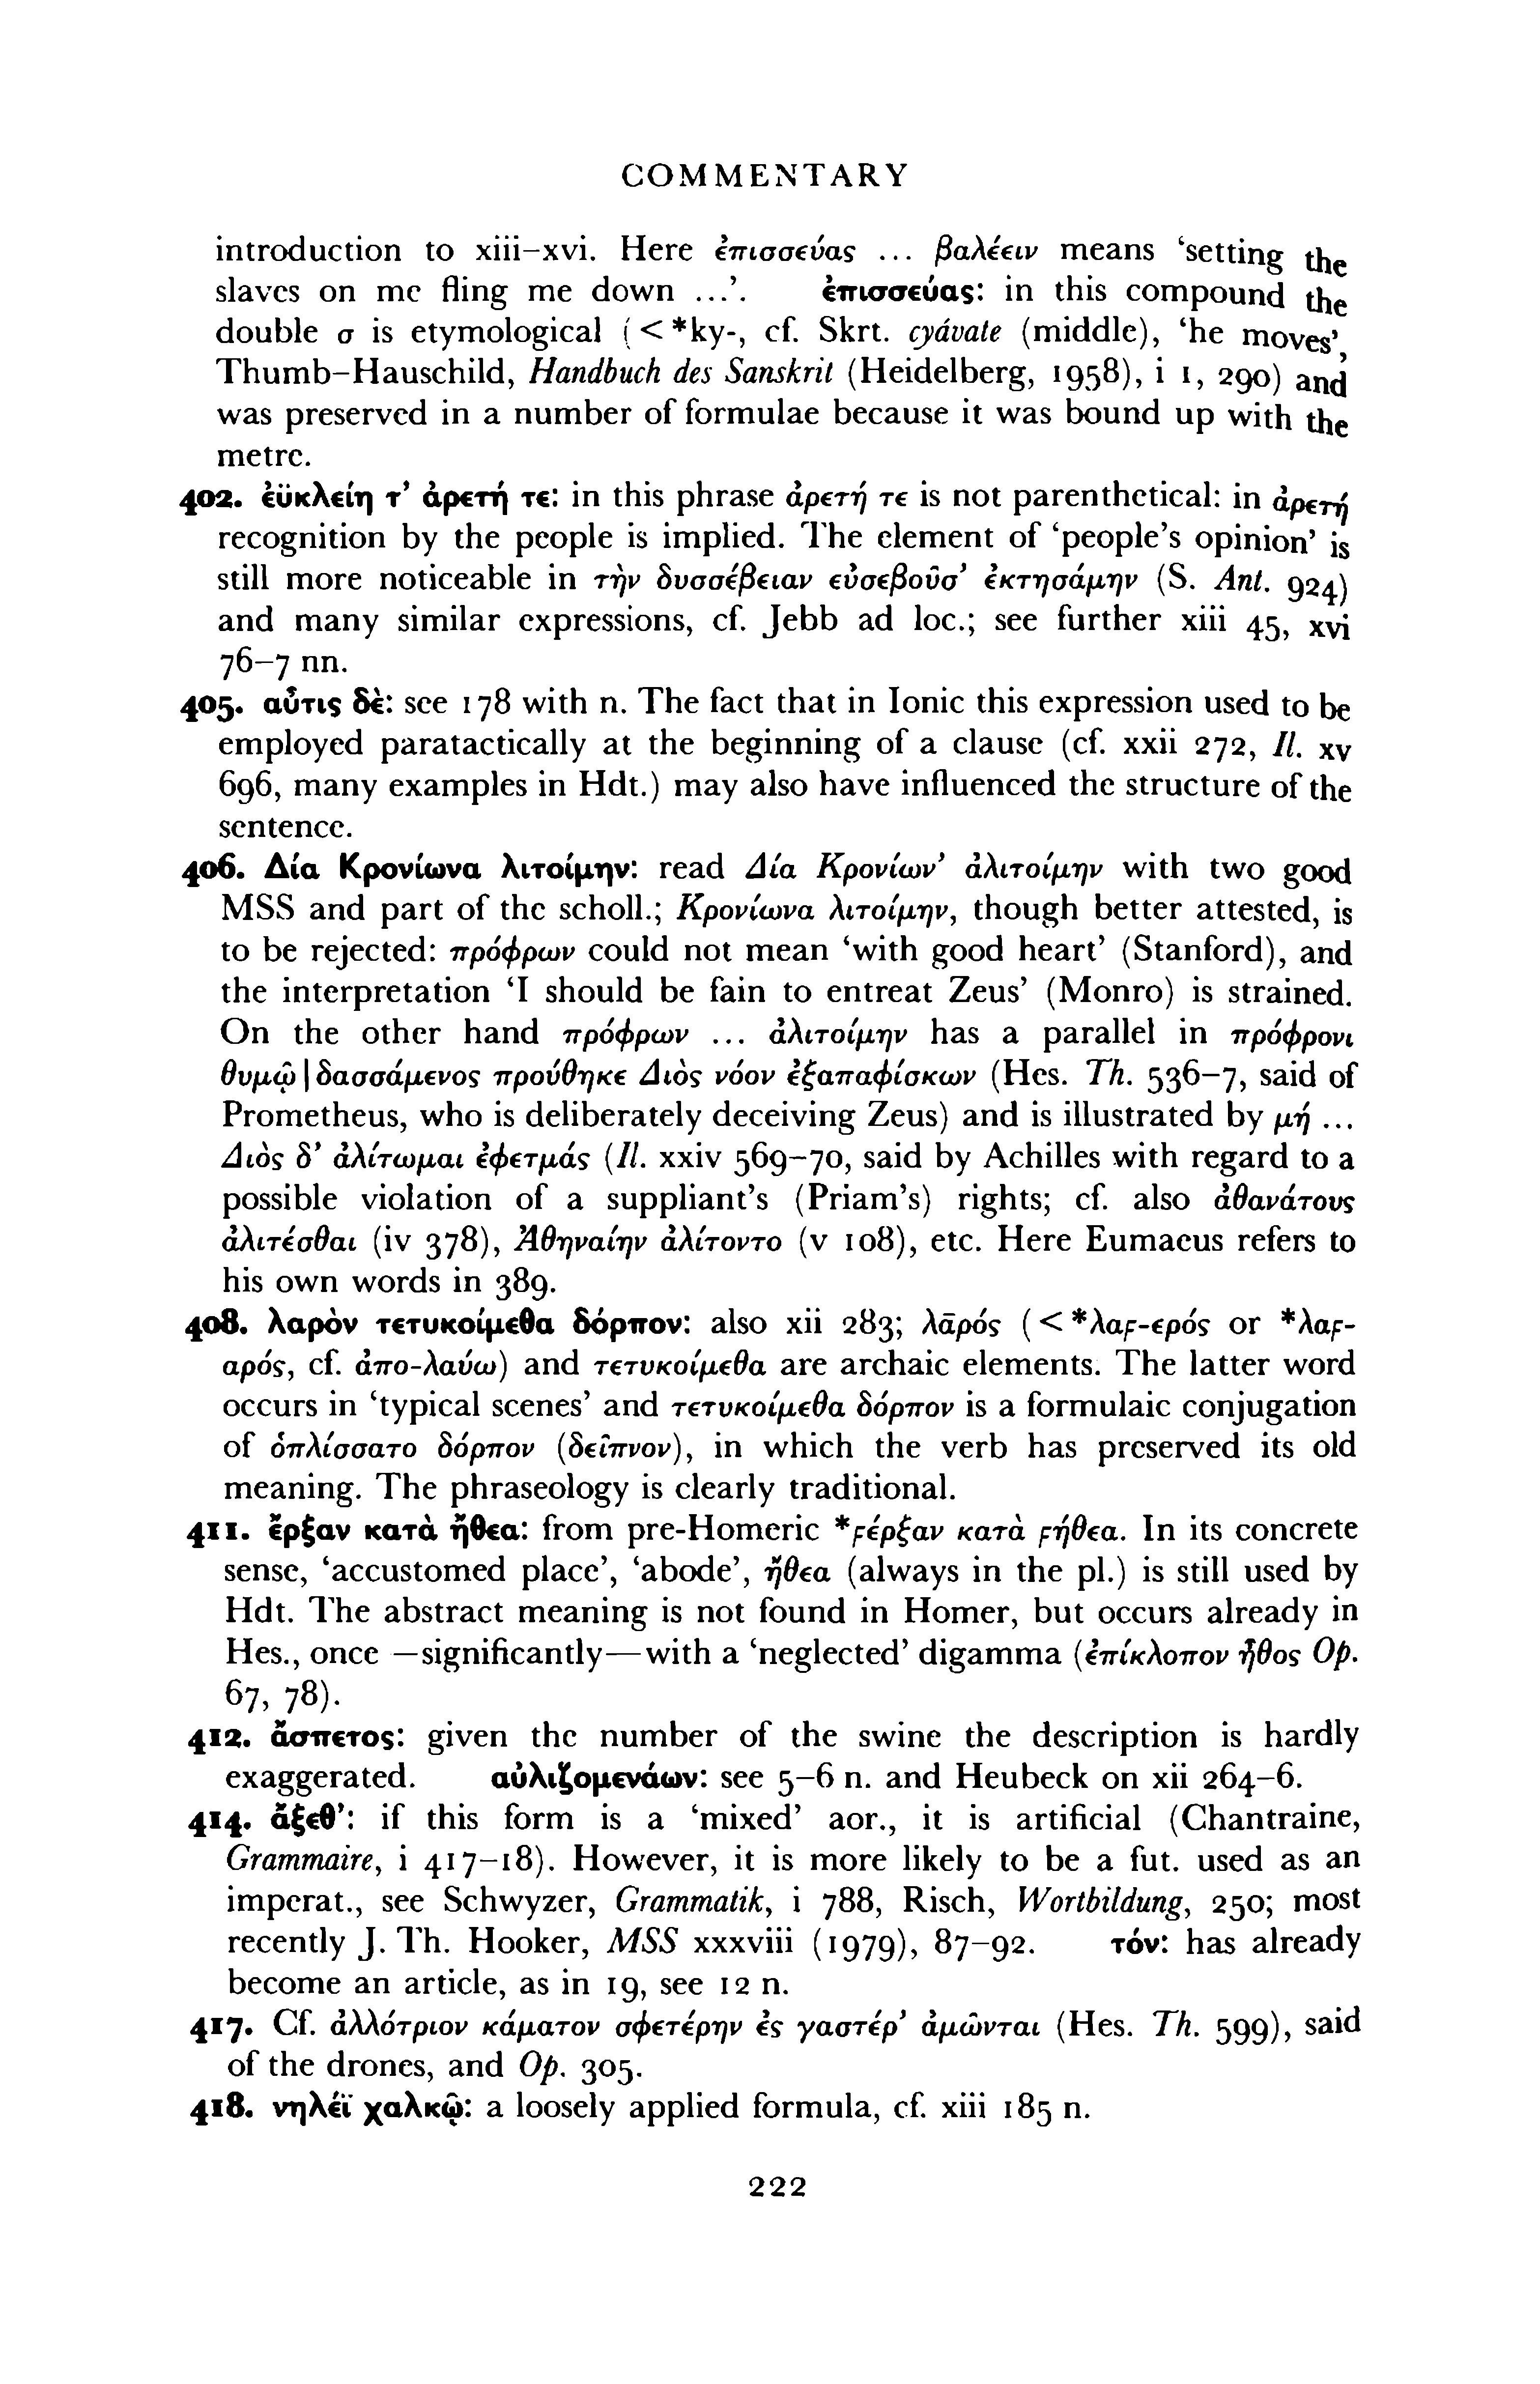 COMMENTARY
introduction to xiii–xvi. Here ἐπισσεύας ... βαλέειν means ‘setting the
slaves on me fling me down ...’. ἐπισσεύας: in this compound the
double σ is etymological (<*ky-, cf. Skrt. cyávate (middle), ‘he moves’,
Thumb–Hauschild, Handbuch des Sanskrit (Heidelberg, 1958), i 1, 290) and
was preserved in a number of formulae because it was bound up with the
metre.
402. ἐϋκλείη τ’ ἀρετή τε: in this phrase ἀρετή τε is not parenthetical: in ἀρετή
recognition by the people is implied. The element of ‘people’s opinion’ is
still more noticeable in τὴν δυσσέβειαν εὐσεβοῦσ’ ἐκτησάμην (S. Ant. 924)
and many similar expressions, cf. Jebb ad loc.; see further xiii 45, xvi
76–7 nn.
405. αὖτις δὲ: see 178 with n. The fact that in Ionic this expression used to be
employed paratactically at the beginning of a clause (cf. xxii 272, Il. xv
696, many examples in Hdt.) may also have influenced the structure of the
sentence.
406. Δία Κρονίωνα λιτοίμην: read Δία Κρονίων’ ἀλιτοίμην with two good
MSS and part of the scholl.; Κρονίωνα λιτοίμην, though better attested, is
to be rejected: πρόφρων could not mean ‘with good heart’ (Stanford), and
the interpretation ‘I should be fain to entreat Zeus’ (Monro) is strained.
On the other hand πρόφρων ... ἀλιτοίμην has a parallel in πρόφρονι
θυμῷ | δασσάμενος προύθηκε Διὸς νόον ἐξαπαφίσκων (Hes. Th. 536–7, said of
Prometheus, who is deliberately deceiving Zeus) and is illustrated by μή ...
Διὸς δ’ ἀλίτωμαι ἐφετμάς (Il. xxiv 569–70, said by Achilles with regard to a
possible violation of a suppliant’s (Priam’s) rights; cf. also ἀθανάτους
ἀλιτέσθαι (iv 378), Ἀθηναίην ἀλίτοντο (v 108), etc. Here Eumaeus refers to
his own words in 389.
408. λαρὸν τετυκοίμεθα δόρπον: also xii 283; λᾱρός (<*λαϝ-ερός or *λαϝ-
αρός, cf. ἀπο-λαύω) and τετυκοίμεθα are archaic elements. The latter word
occurs in ‘typical scenes’ and τετυκοίμεθα δόρπον is a formulaic conjugation
of ὁπλίσσατο δόρπον (δεῖπνον), in which the verb has preserved its old
meaning. The phraseology is clearly traditional.
411. ἔρξαν κατὰ ἤθεα: from pre-Homeric *ϝέρξαν κατὰ ϝήθεα. In its concrete
sense, ‘accustomed place’, ‘abode’, ἤθεα (always in the pl.) is still used by
Hdt. The abstract meaning is not found in Homer, but occurs already in
Hes., once —significantly—with a ‘neglected’ digamma (ἐπίκλοπον ἦθος Op.
67, 78).
412. ἄσπετος: given the number of the swine the description is hardly
exaggerated. αὐλιζομενάων: see 5–6 n. and Heubeck on xii 264–6.
414. ἄξεθ’: if this form is a ‘mixed’ aor., it is artificial (Chantraine,
Grammaire, i 417–18). However, it is more likely to be a fut. used as an
imperat., see Schwyzer, Grammatik, i 788, Risch, Wortbildung, 250; most
recently J. Th. Hooker, MSS xxxviii (1979), 87–92. τόν: has already
become an article, as in 19, see 12 n.
417. Cf. ἀλλότριον κάματον σφετέρην ἐς γαστέρ’ ἀμῶνται (Hes. Th. 599), said
of the drones, and Op. 305.
418. νηλέϊ χαλκῷ: a loosely applied formula, cf. xiii 185 n.
222